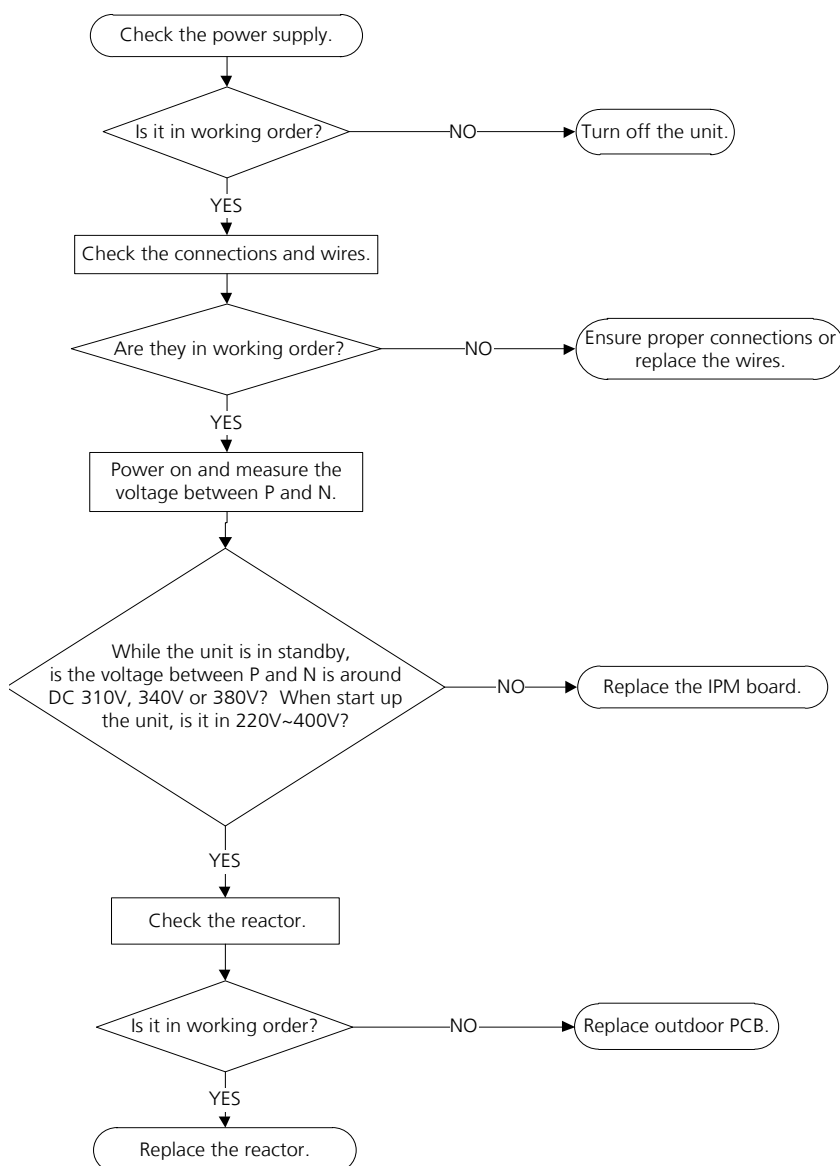 Check the power supply.
Is it in working order?
NO
Turn off the unit.
YES
Check the connections and wires.
Are they in working order?
NO
Ensure proper connections or
replace the wires.
YES
Power on and measure the
voltage between P and N.
While the unit is in standby,
is the voltage between P and N is around
DC 310V, 340V or 380V? When start up
the unit, is it in 220V~400V?
NO
Replace the IPM board.
YES
Check the reactor.
Is it in working order?
NO
Replace outdoor PCB.
YES
Replace the reactor.